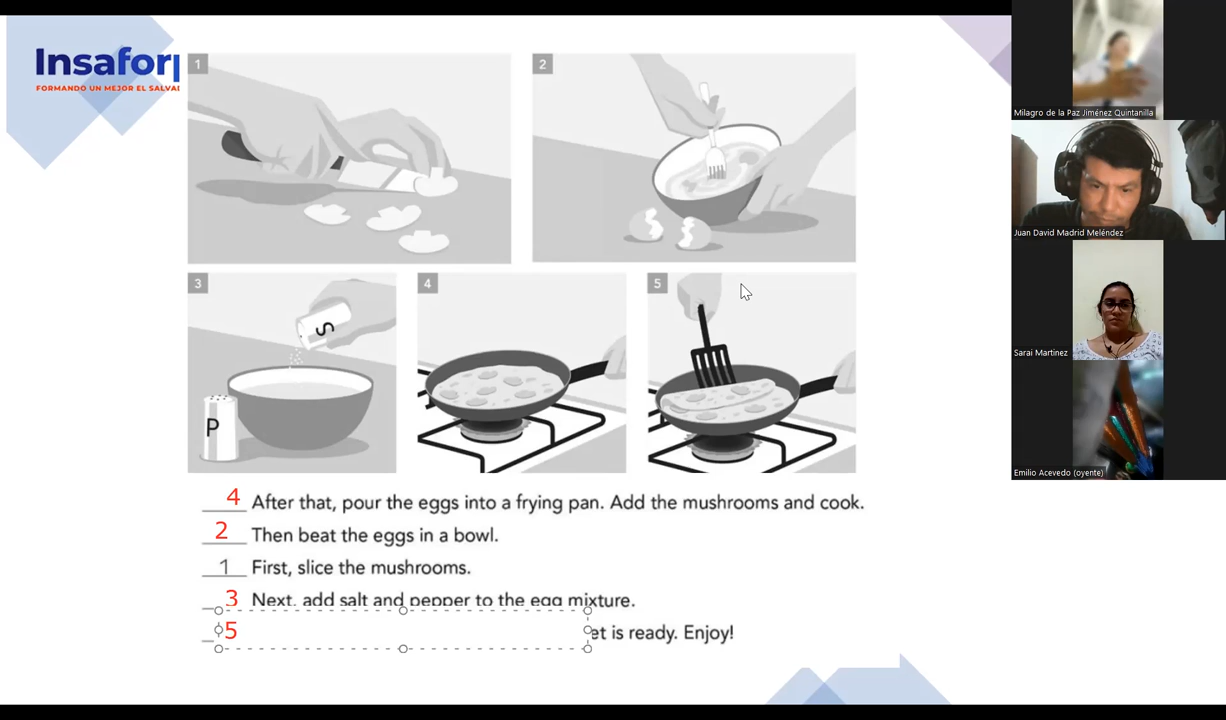 Insafor
FORMANDO UN MEJOR EL SALVA
1
2
3
S
P
4
5
4 After that, pour the eggs into a frying pan. Add the mushrooms and cook.
2 Then beat the eggs in a bowl.
1 First, slice the mushrooms.
3 Next, add salt and pepper to the egg mixture.
5 et is ready. Enjoy!
Milagro de la Paz Jiménez Quintanilla
Juan David Madrid Meléndez
Sarai Martinez
Emilio Acevedo (oyente)